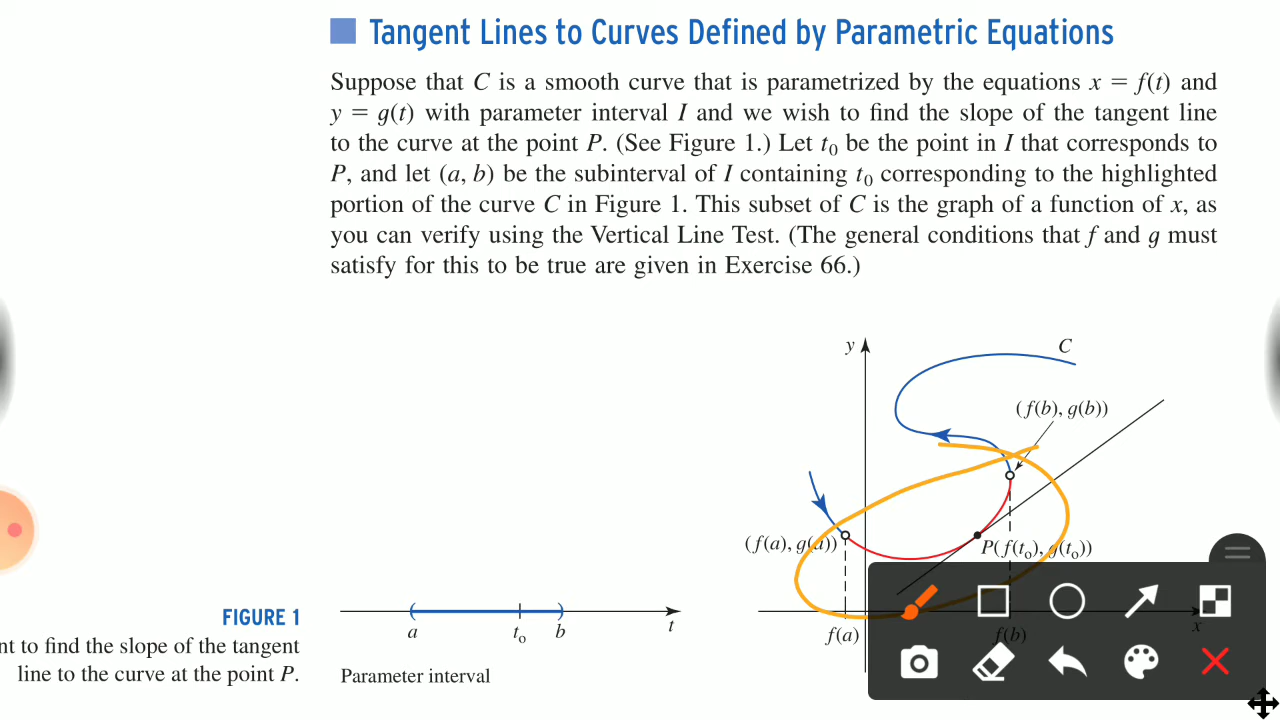 Tangent Lines to Curves Defined by Parametric Equations
Suppose that C is a smooth curve that is parametrized by the equations x = f(t) and
y = g(t) with parameter interval I and we wish to find the slope of the tangent line
to the curve at the point P. (See Figure 1.) Let t₀ be the point in I that corresponds to
P, and let (a, b) be the subinterval of I containing t₀ corresponding to the highlighted
portion of the curve C in Figure 1. This subset of C is the graph of a function of x, as
you can verify using the Vertical Line Test. (The general conditions that f and g must
satisfy for this to be true are given in Exercise 66.)
y
C
(f(b), g(b))
(f(a), g(a))
P(f(t₀), g(t₀))
FIGURE 1
nt to find the slope of the tangent
line to the curve at the point P.
a
t₀
b
t
Parameter interval
f(a)
f(b)
x